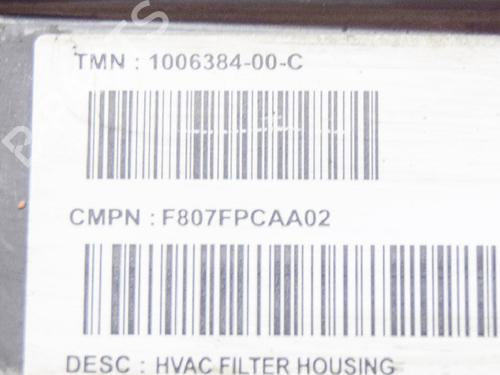 TMN : 1006384-00-C
CMPN : F807FPCAA02
DESC : HVAC FILTER HOUSING